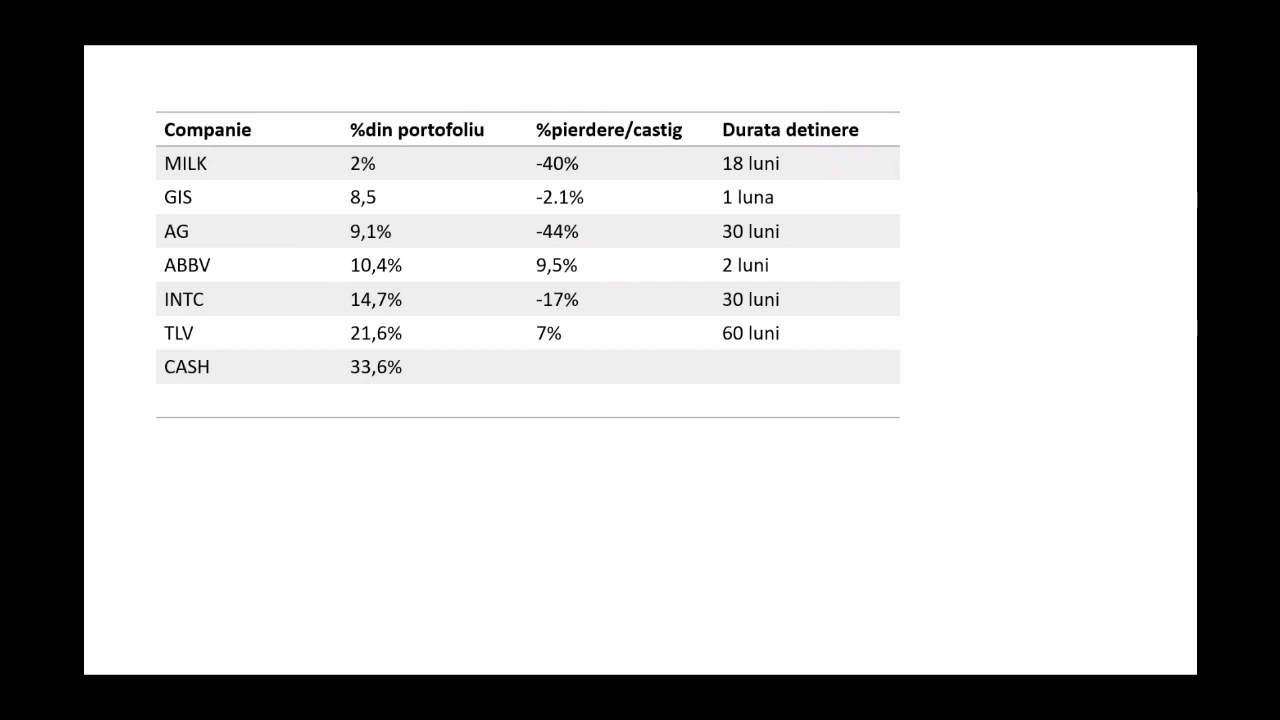 Companie %din portofoliu %pierdere/castig Durata detinere
MILK 2% -40% 18 luni
GIS 8,5 -2.1% 1 luna
AG 9,1% -44% 30 luni
ABBV 10,4% 9,5% 2 luni
INTC 14,7% -17% 30 luni
TLV 21,6% 7% 60 luni
CASH 33,6%